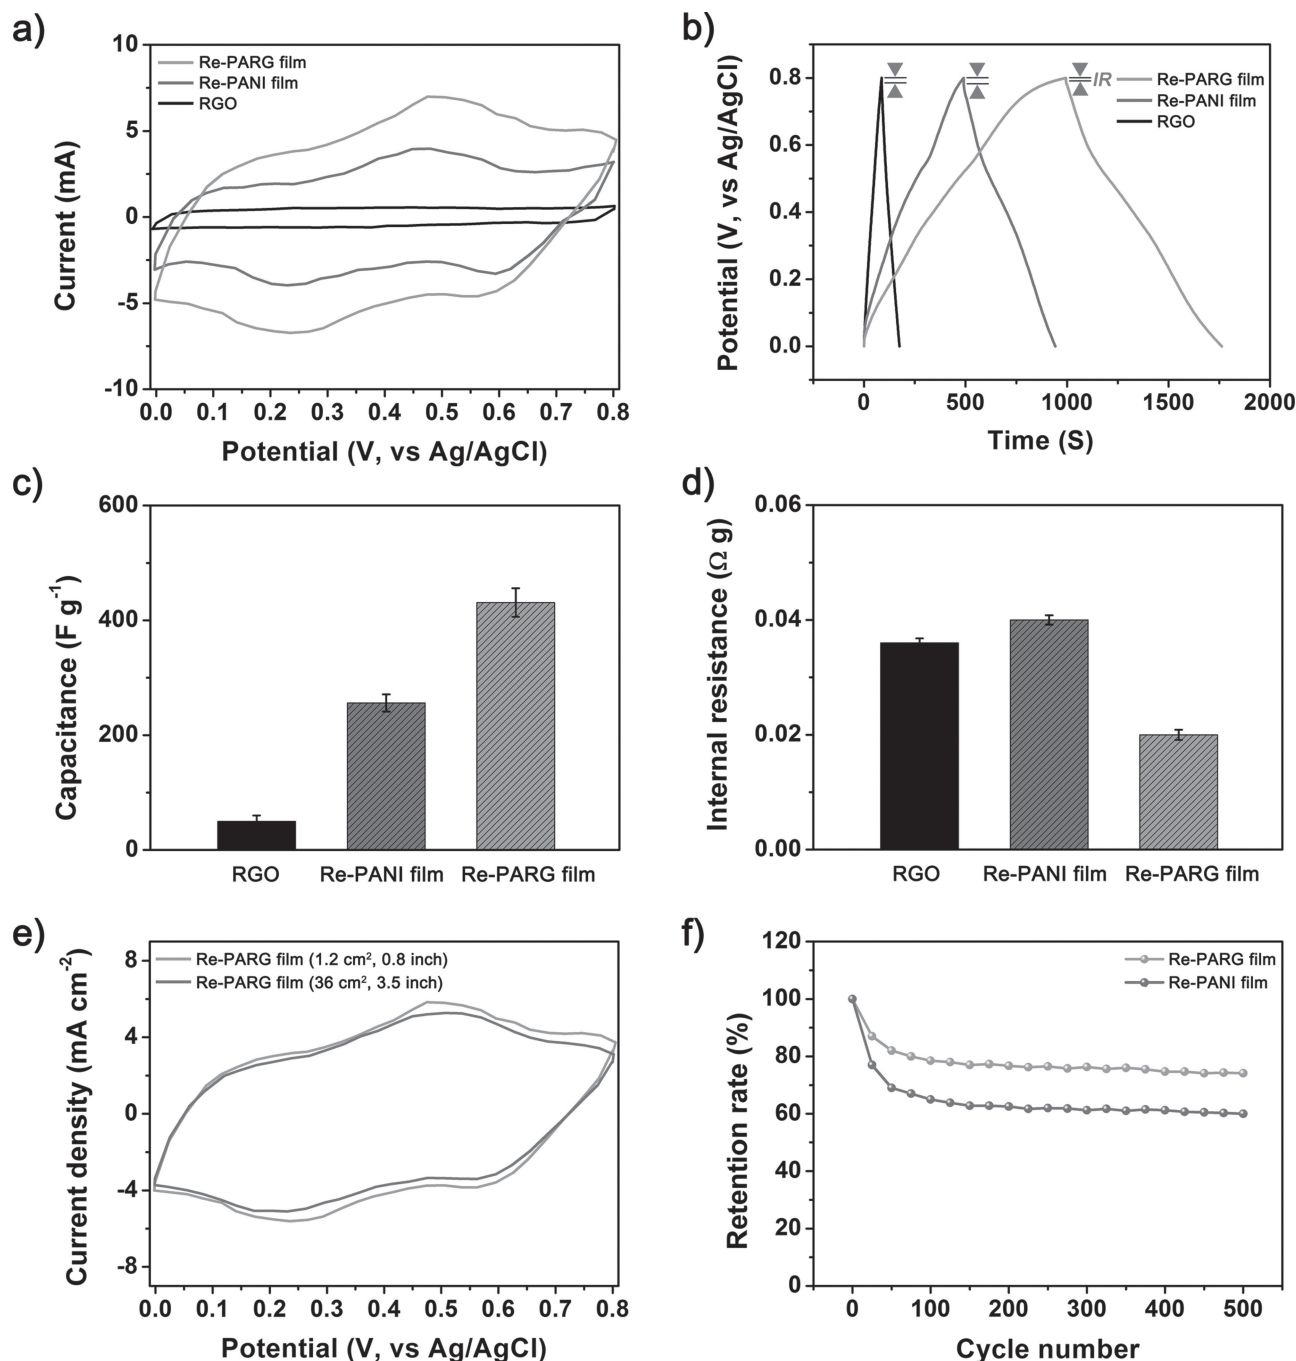 a)
10
5
0
-5
-10
Current (mA)
Re-PARG film
Re-PANI film
RGO
0.0 0.1 0.2 0.3 0.4 0.5 0.6 0.7 0.8
Potential (V, vs Ag/AgCl)
b)
0.8
0.6
0.4
0.2
0.0
Potential (V, vs Ag/AgCl)
IR
Re-PARG film
Re-PANI film
RGO
0 500 1000 1500 2000
Time (S)
c)
600
400
200
0
Capacitance (F g-1)
RGO Re-PANI film Re-PARG film
d)
0.06
0.04
0.02
0.00
Internal resistance (Ω g)
RGO Re-PANI film Re-PARG film
e)
8
4
0
-4
-8
Current density (mA cm-2)
Re-PARG film (1.2 cm², 0.8 inch)
Re-PARG film (36 cm², 3.5 inch)
0.0 0.1 0.2 0.3 0.4 0.5 0.6 0.7 0.8
Potential (V, vs Ag/AgCl)
f)
120
100
80
60
40
20
0
Retention rate (%)
Re-PARG film
Re-PANI film
0 100 200 300 400 500
Cycle number